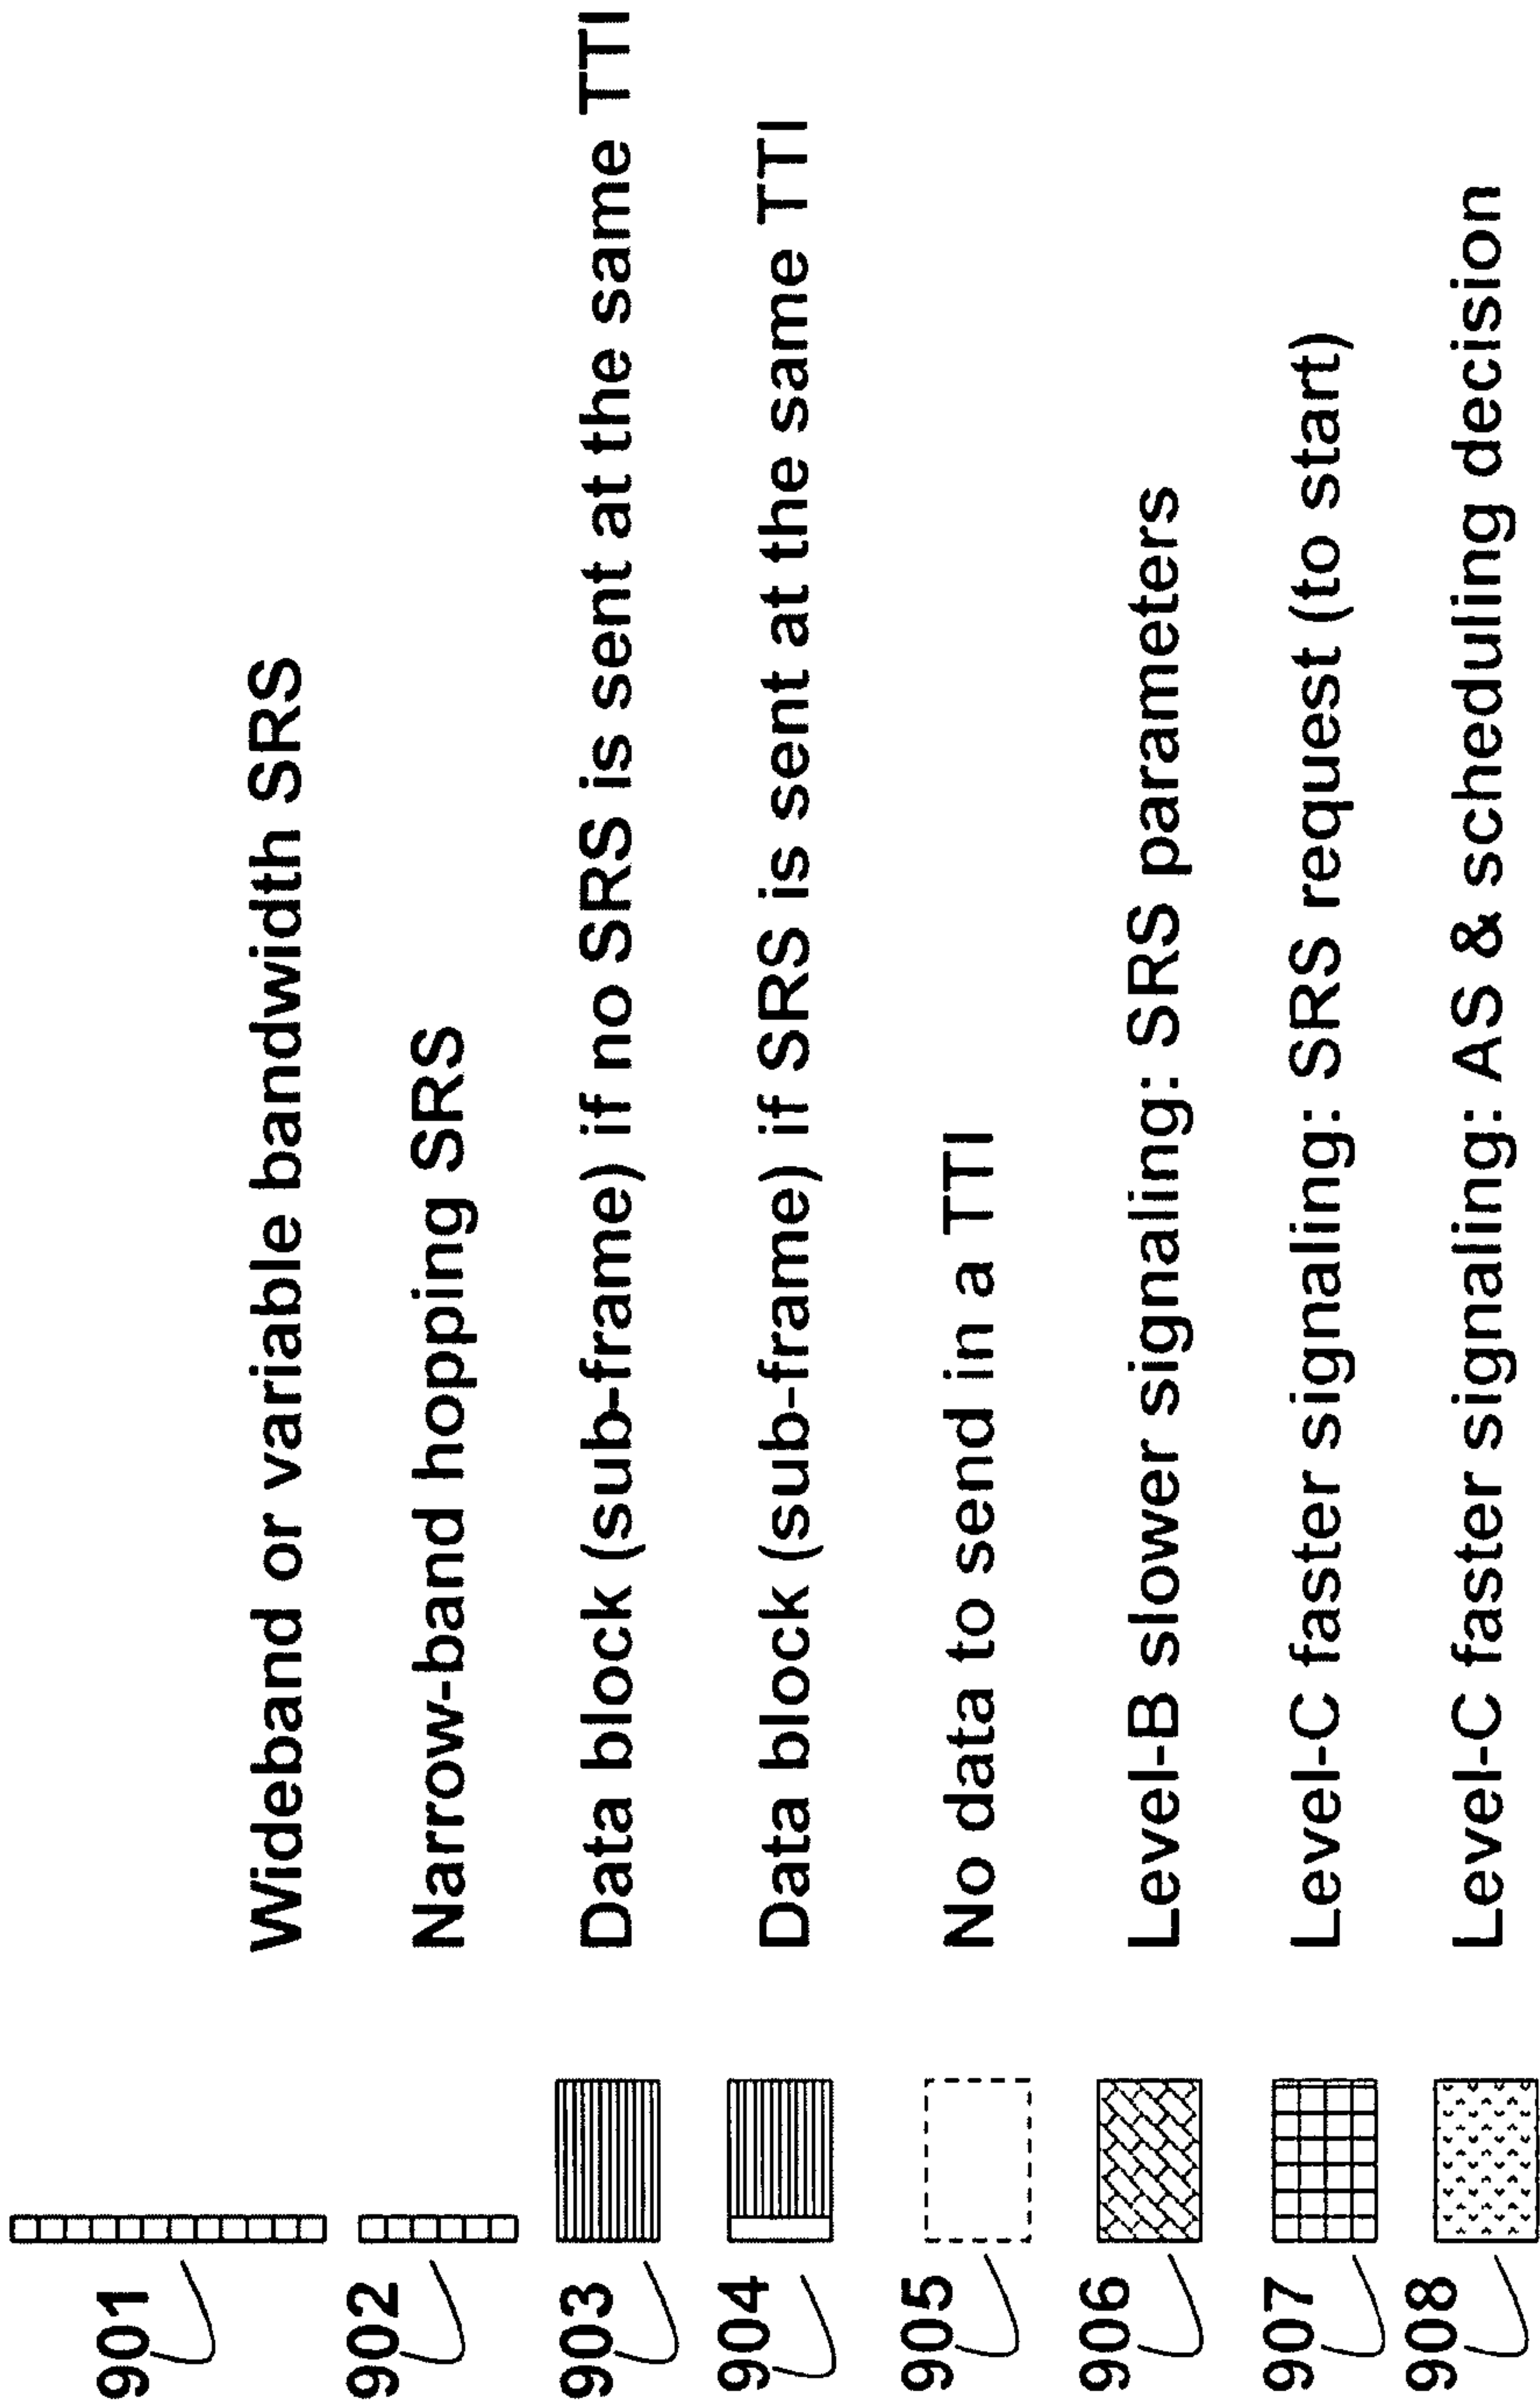 901 Wideband or variable bandwidth SRS
902 Narrow-band hopping SRS
903 Data block (sub-frame) if no SRS is sent at the same TTI
904 Data block (sub-frame) if SRS is sent at the same TTI
905 No data to send in a TTI
906 Level-B slower signaling: SRS parameters
907 Level-C faster signaling: SRS request (to start)
908 Level-C faster signaling: AS & scheduling decision